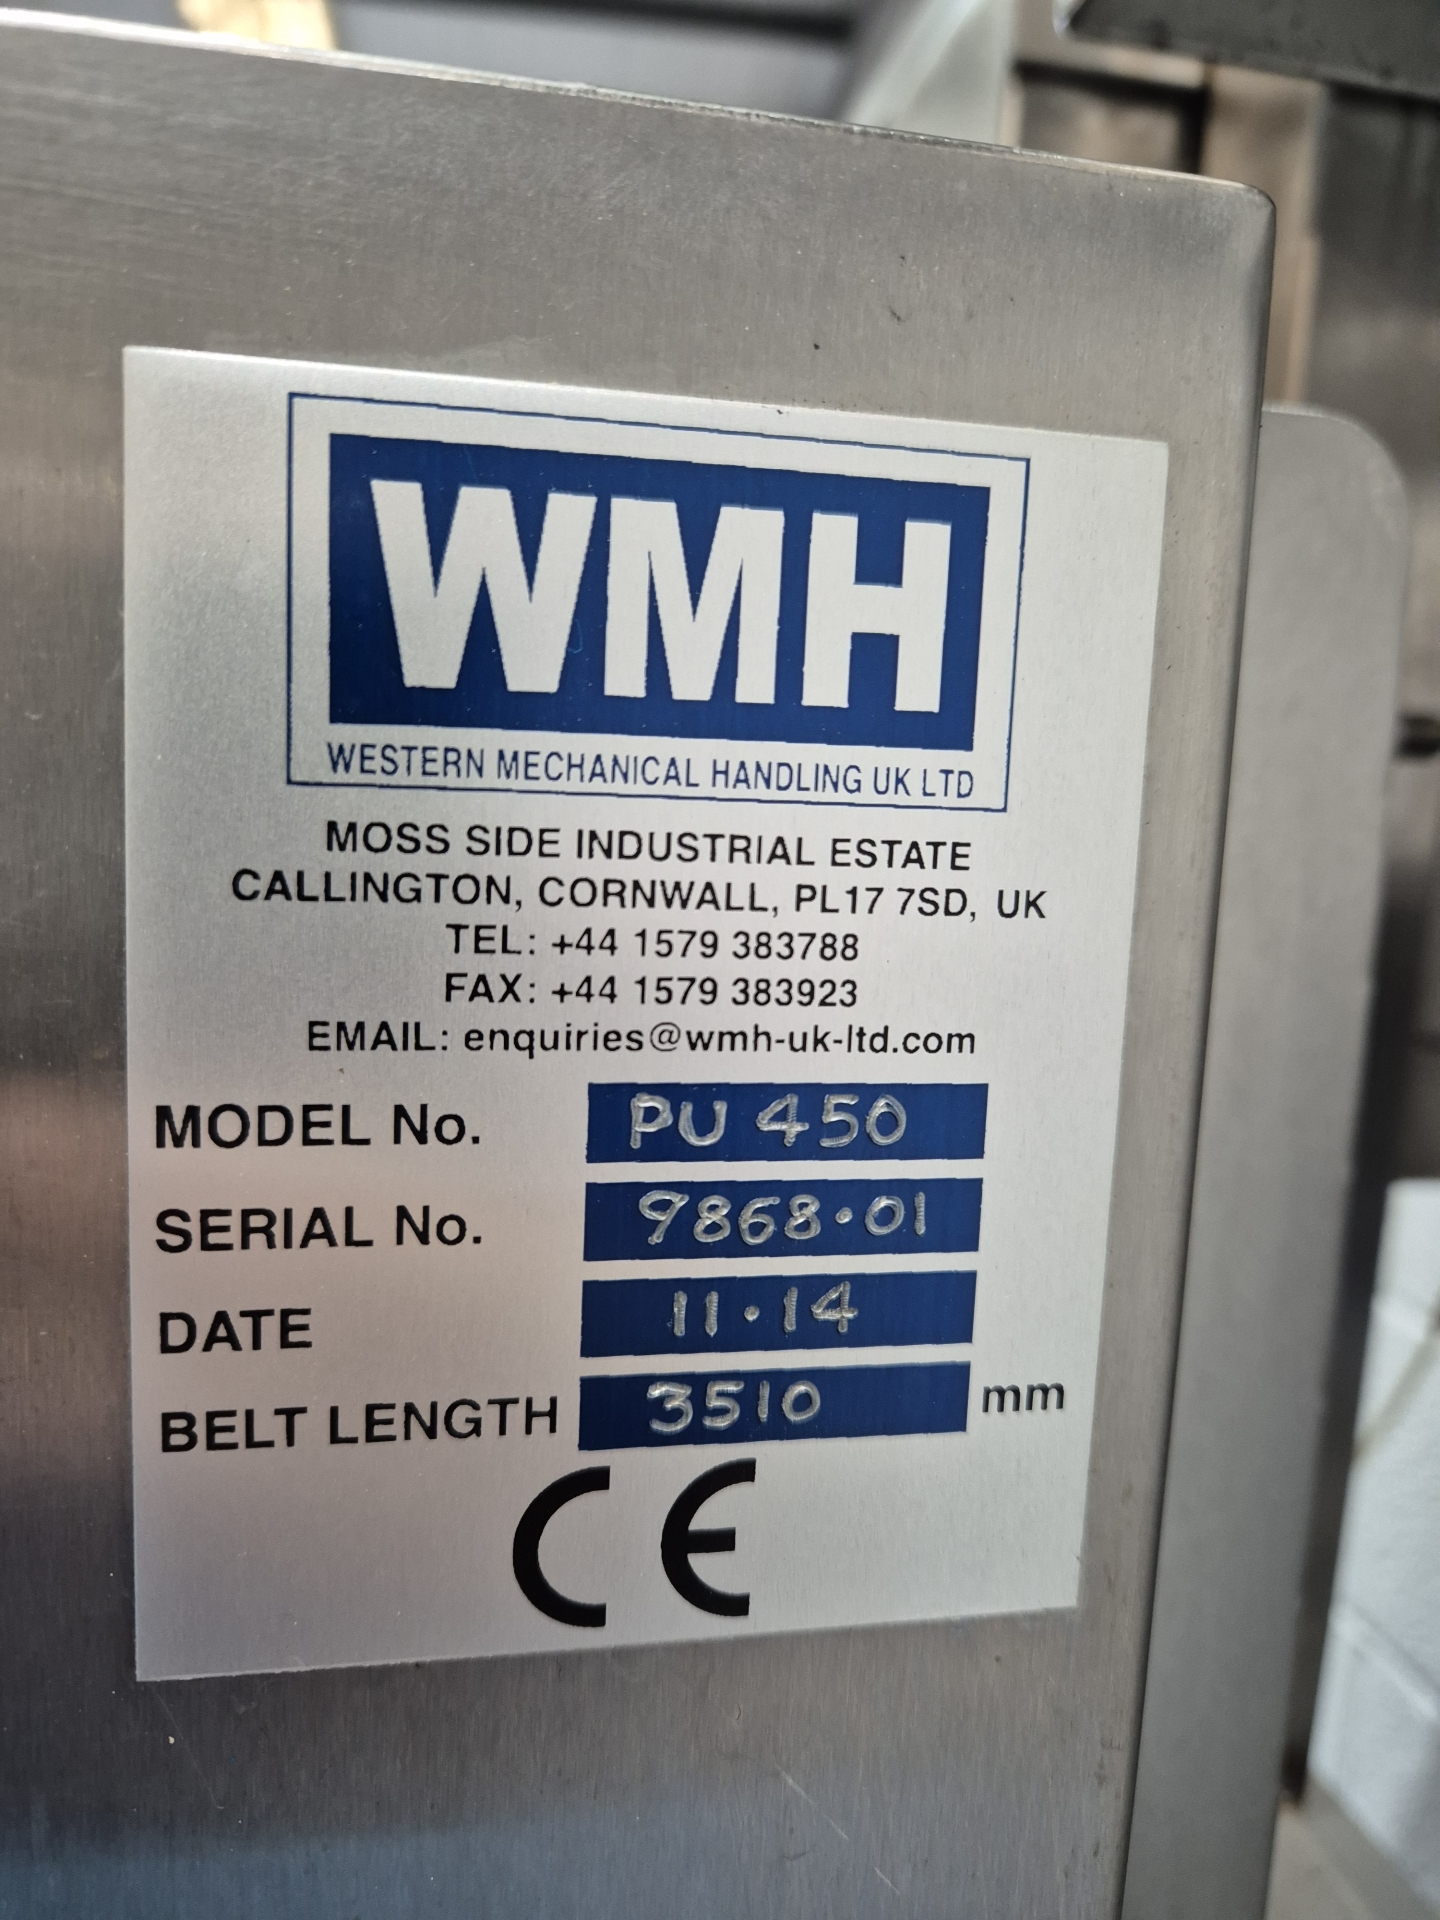 WMH
WESTERN MECHANICAL HANDLING UK LTD
MOSS SIDE INDUSTRIAL ESTATE
CALLINGTON, CORNWALL, PL17 7SD, UK
TEL: +44 1579 383788
FAX: +44 1579 383923
EMAIL: enquiries@wmh-uk-ltd.com
MODEL No. PU 450
SERIAL No. 9868·01
DATE 11·14
BELT LENGTH 3510 mm
CE